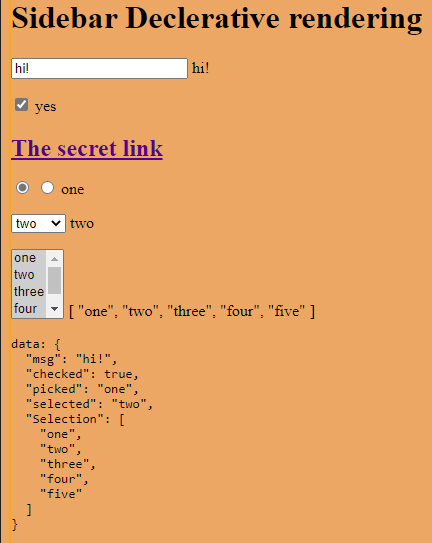 Sidebar Declerative rendering
hi! hi!
yes
The secret link
one
two two
one
two
three
four [ "one", "two", "three", "four", "five" ]
data: {
  "msg": "hi!",
  "checked": true,
  "picked": "one",
  "selected": "two",
  "Selection": [
    "one",
    "two",
    "three",
    "four",
    "five"
  ]
}